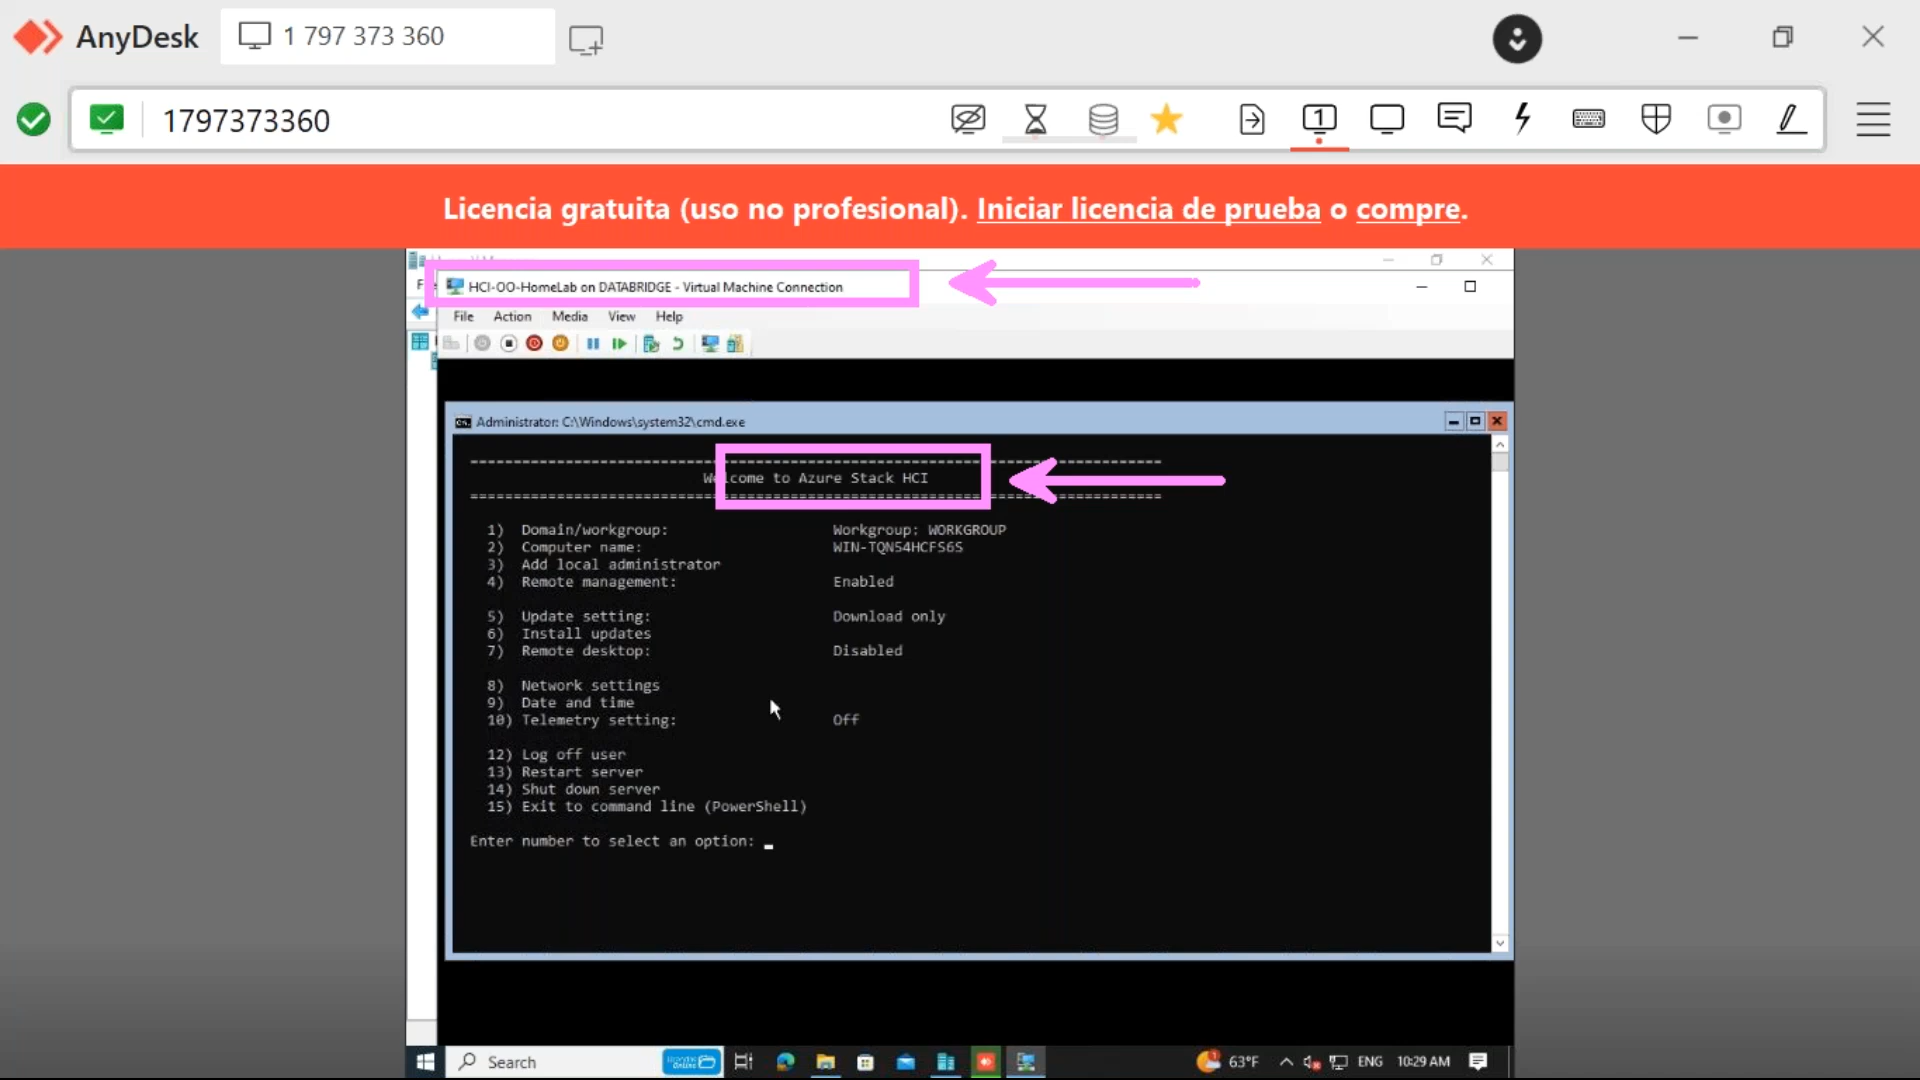 AnyDesk
1 797 373 360
1797373360
1
Licencia gratuita (uso no profesional). Iniciar licencia de prueba o compre.
HCI-OO-HomeLab on DATABRIDGE - Virtual Machine Connection
File Action Media View Help
Administrator: C:\Windows\system32\cmd.exe
Welcome to Azure Stack HCI
1) Domain/workgroup: Workgroup: WORKGROUP
2) Computer name: WIN-TQN54HCFS6S
3) Add local administrator
4) Remote management: Enabled
5) Update setting: Download only
6) Install updates
7) Remote desktop: Disabled
8) Network settings
9) Date and time
10) Telemetry setting: Off
12) Log off user
13) Restart server
14) Shut down server
15) Exit to command line (PowerShell)
Enter number to select an option:
Search
63°F ENG 10:29 AM